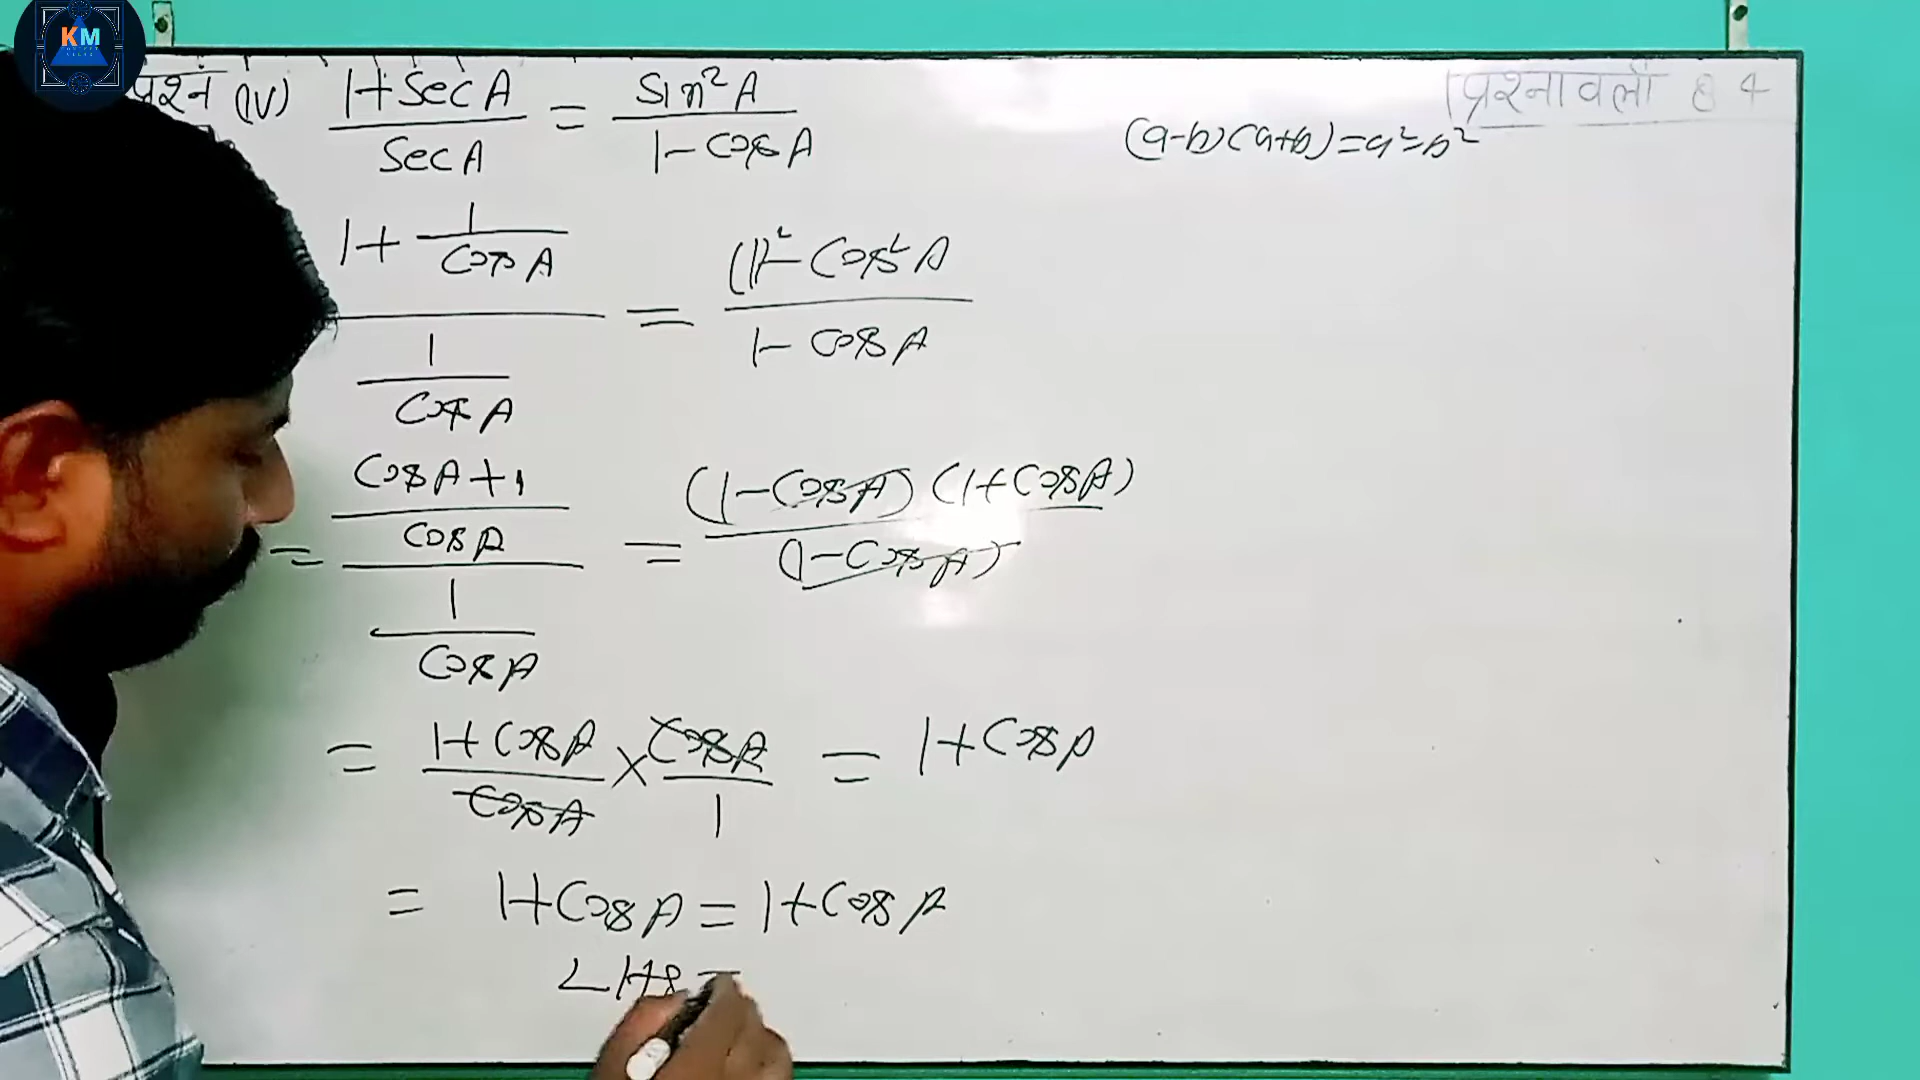 KM
प्रश्न (iv) 1+SecA / SecA = Sin²A / 1-CosA
प्रश्नावली 8 4
(a-b)(a+b)=a²-b²
1+ 1/CosA / 1/CosA = (1)²-Cos²A / 1-CosA
= CosA+1 / CosA / 1/CosA = (1-CosA)(1+CosA) / (1-CosA)
= 1+CosA / CosA × CosA / 1 = 1+CosA
= 1+CosA = 1+CosA
LHS =